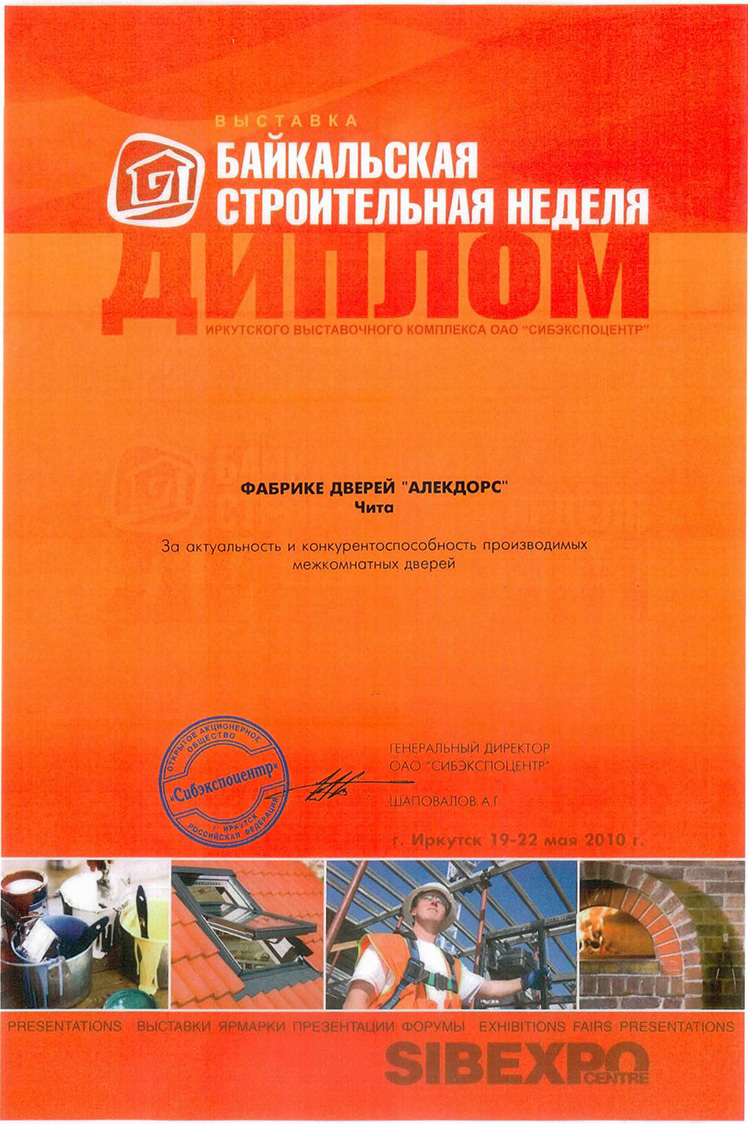 ВЫСТАВКА
БАЙКАЛЬСКАЯ
СТРОИТЕЛЬНАЯ НЕДЕЛЯ
ДИПЛОМ
ИРКУТСКОГО ВЫСТАВОЧНОГО КОМПЛЕКСА ОАО "СИБЭКСПОЦЕНТР"
ФАБРИКЕ ДВЕРЕЙ "АЛЕКДОРС"
Чита
За актуальность и конкурентоспособность производимых
межкомнатных дверей
ОТКРЫТОЕ АКЦИОНЕРНОЕ
ОБЩЕСТВО
«Сибэкспоцентр»
г. ИРКУТСК
РОССИЙСКАЯ ФЕДЕРАЦИЯ
ГЕНЕРАЛЬНЫЙ ДИРЕКТОР
ОАО "СИБЭКСПОЦЕНТР"
ШАПОВАЛОВ А.Г.
г. Иркутск 19-22 мая 2010 г.
PRESENTATIONS ВЫСТАВКИ ЯРМАРКИ ПРЕЗЕНТАЦИИ ФОРУМЫ EXHIBITIONS FAIRS PRESENTATIONS
SIBEXPO
CENTRE